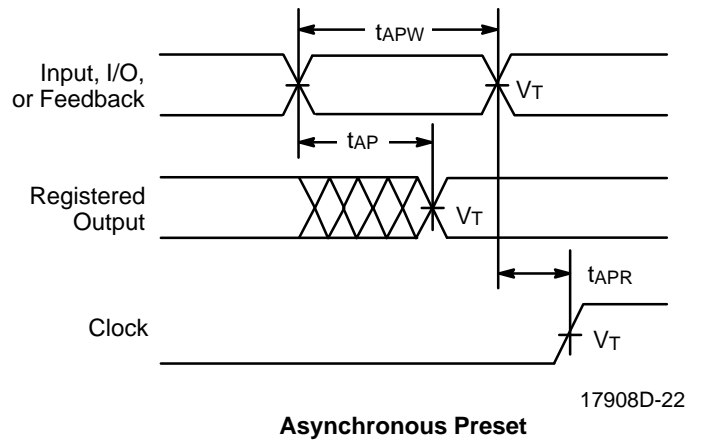 tAPW
Input, I/O,
or Feedback
VT
tAP
Registered
Output
VT
tAPR
Clock
VT
17908D-22
Asynchronous Preset